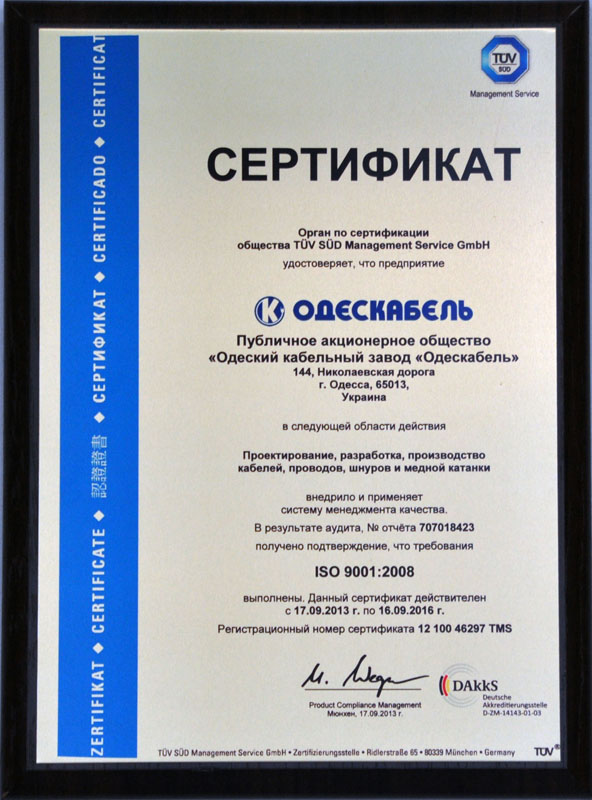 TÜV
SÜD
Management Service
СЕРТИФИКАТ
Орган по сертификации
общества TÜV SÜD Management Service GmbH
удостоверяет, что предприятие
К ОДЕСКАБЕЛЬ
Публичное акционерное общество
«Одеский кабельный завод «Одескабель»
144, Николаевская дорога
г. Одесса, 65013,
Украина
в следующей области действия
Проектирование, разработка, производство
кабелей, проводов, шнуров и медной катанки
внедрило и применяет
систему менеджмента качества.
В результате аудита, № отчёта 707018423
получено подтверждение, что требования
ISO 9001:2008
выполнены. Данный сертификат действителен
с 17.09.2013 г. по 16.09.2016 г.
Регистрационный номер сертификата 12 100 46297 TMS
Product Compliance Management
Мюнхен, 17.09.2013 г.
DAkkS
Deutsche
Akkreditierungsstelle
D-ZM-14143-01-03
TÜV SÜD Management Service GmbH • Zertifizierungsstelle • Ridlerstraße 65 • 80339 München • Germany
TÜV®
ZERTIFIKAT ◆ CERTIFICATE ◆ 認證證書 ◆ СЕРТИФИКАТ ◆ CERTIFICADO ◆ CERTIFICAT